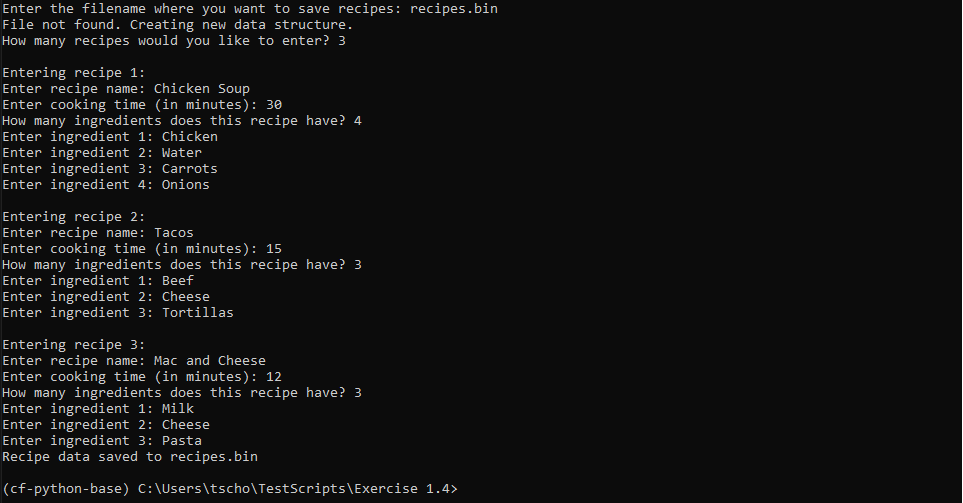 Enter the filename where you want to save recipes: recipes.bin
File not found. Creating new data structure.
How many recipes would you like to enter? 3
Entering recipe 1:
Enter recipe name: Chicken Soup
Enter cooking time (in minutes): 30
How many ingredients does this recipe have? 4
Enter ingredient 1: Chicken
Enter ingredient 2: Water
Enter ingredient 3: Carrots
Enter ingredient 4: Onions
Entering recipe 2:
Enter recipe name: Tacos
Enter cooking time (in minutes): 15
How many ingredients does this recipe have? 3
Enter ingredient 1: Beef
Enter ingredient 2: Cheese
Enter ingredient 3: Tortillas
Entering recipe 3:
Enter recipe name: Mac and Cheese
Enter cooking time (in minutes): 12
How many ingredients does this recipe have? 3
Enter ingredient 1: Milk
Enter ingredient 2: Cheese
Enter ingredient 3: Pasta
Recipe data saved to recipes.bin
(cf-python-base) C:\Users\tscho\TestScripts\Exercise 1.4>